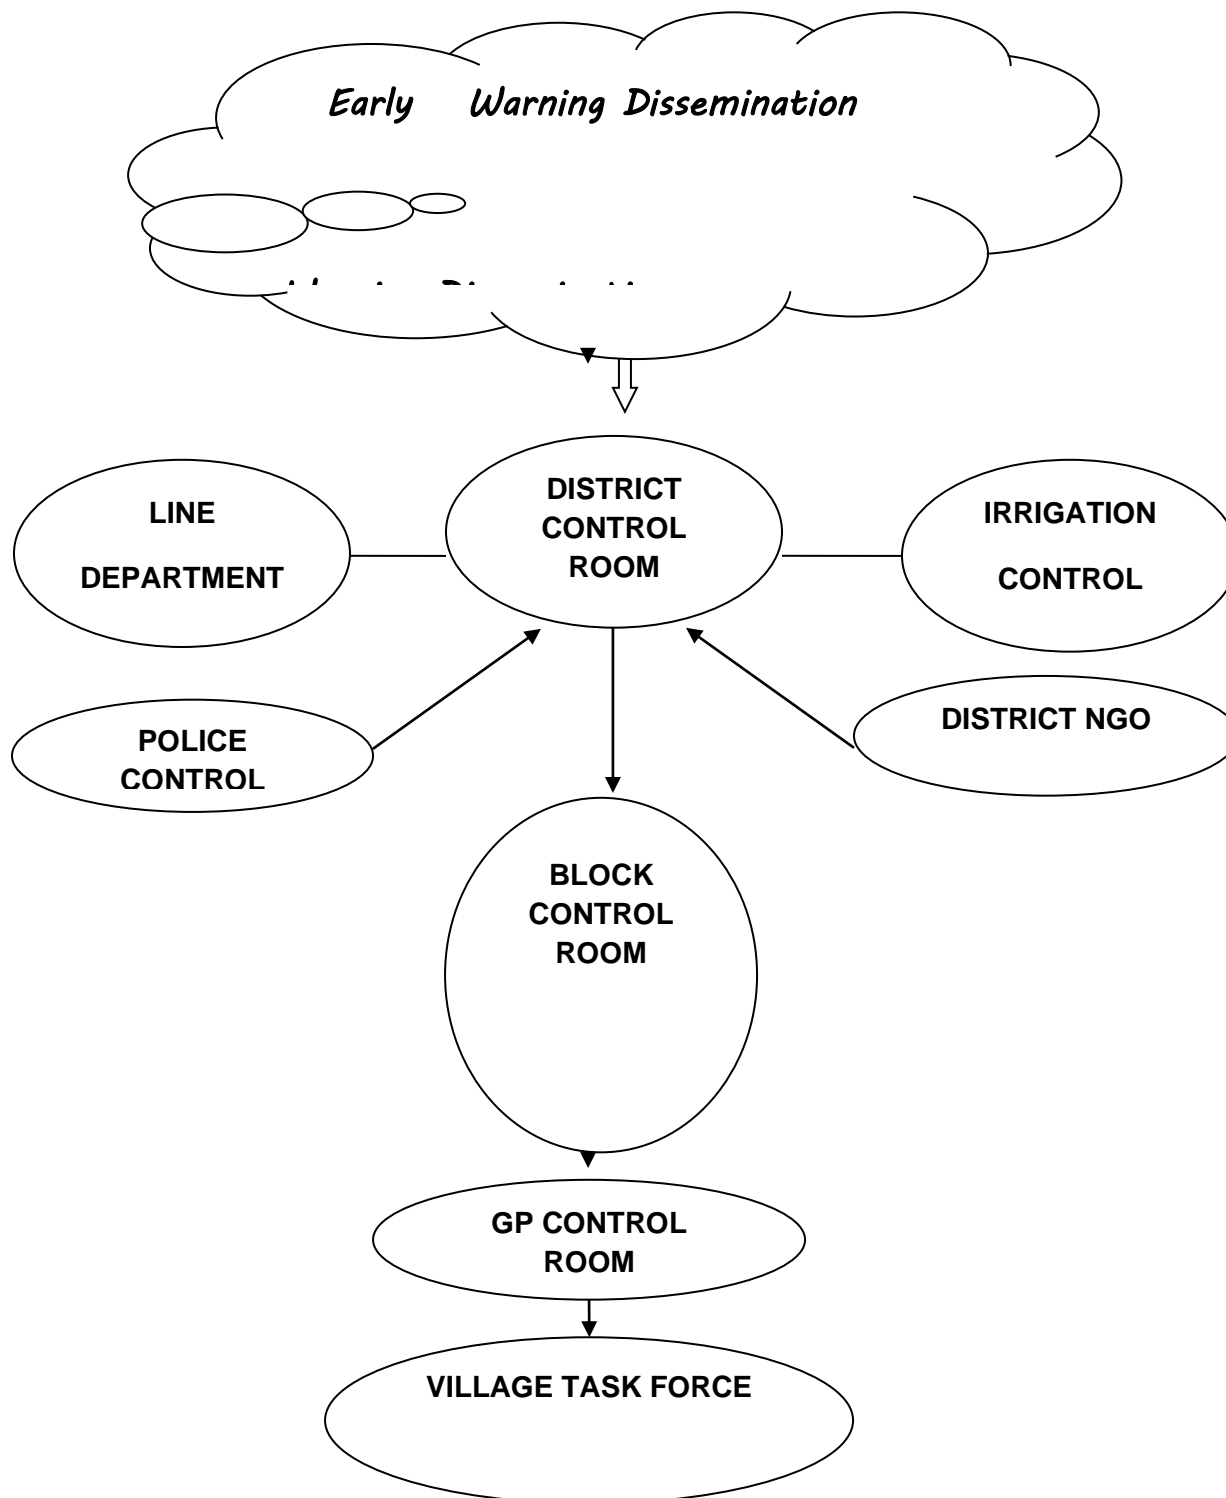 Early Warning Dissemination
DISTRICT
CONTROL
ROOM
LINE
DEPARTMENT
IRRIGATION
CONTROL
POLICE
CONTROL
DISTRICT NGO
BLOCK
CONTROL
ROOM
GP CONTROL
ROOM
VILLAGE TASK FORCE